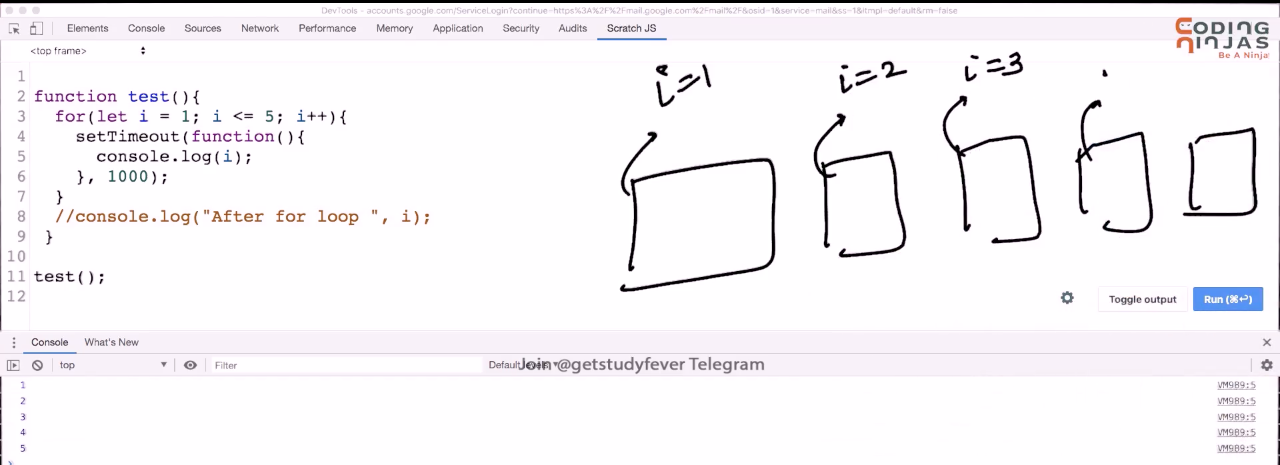 DevTools - accounts.google.com/ServiceLogin?continue=https%3A%2F%2Fmail.google.com%2Fmail%2F&osid=1&service=mail&ss=1&ltmpl=default&rm=false
Elements Console Sources Network Performance Memory Application Security Audits Scratch JS
CODING
NINJAS
Be A Ninja!
<top frame>
1
2 function test(){
3 for(let i = 1; i <= 5; i++){
4 setTimeout(function(){
5 console.log(i);
6 }, 1000);
7 }
8 //console.log("After for loop ", i);
9 }
10
11 test();
12
i=1 i=2 i=3
Toggle output Run (⌘↩)
Console What's New
top Filter Default levels
Join @getstudyfever Telegram
1 VM989:5
2 VM989:5
3 VM989:5
4 VM989:5
5 VM989:5